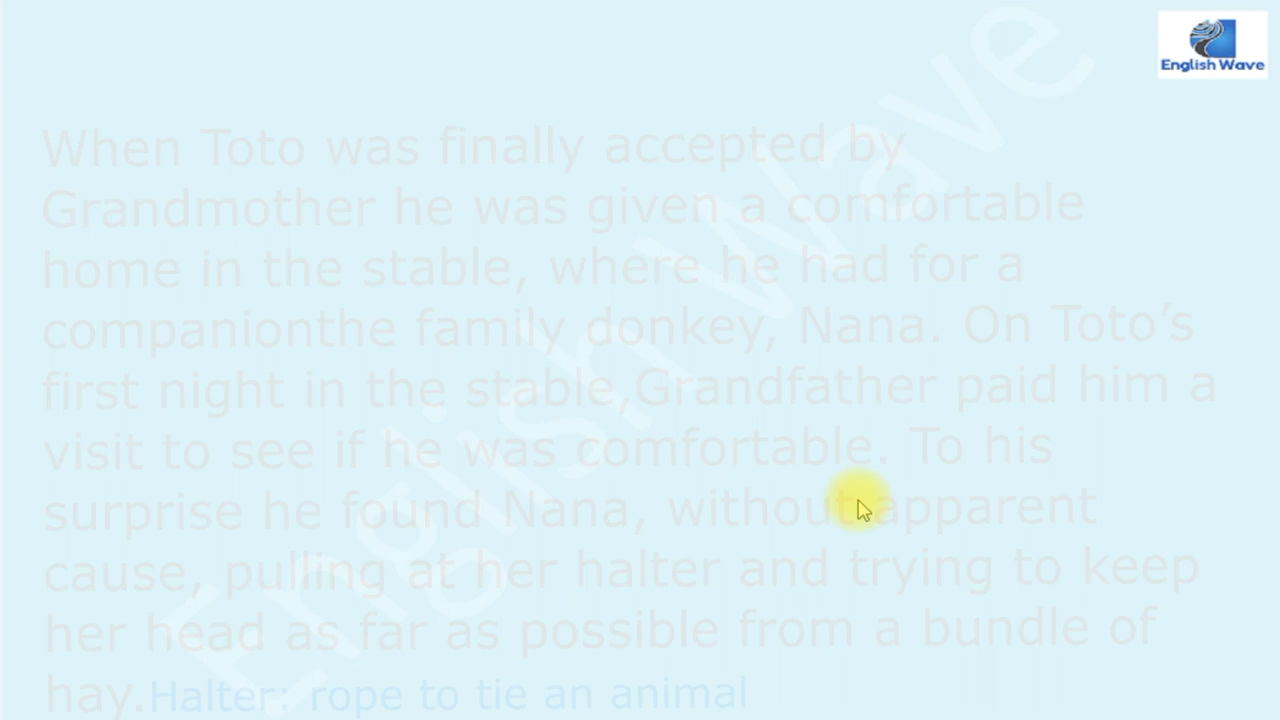 English Wave
When Toto was finally accepted by
Grandmother he was given a comfortable
home in the stable, where he had for a
companionthe family donkey, Nana. On Toto’s
first night in the stable,Grandfather paid him a
visit to see if he was comfortable. To his
surprise he found Nana, without apparent
cause, pulling at her halter and trying to keep
her head as far as possible from a bundle of
hay.Halter: rope to tie an animal
English Wave